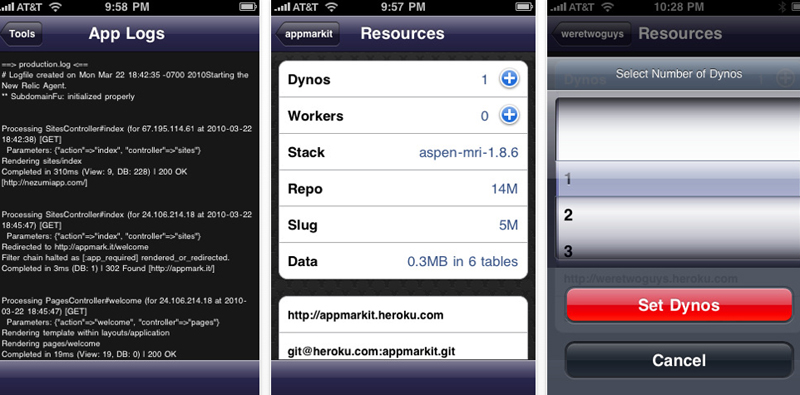 AT&T 9:58 PM
Tools App Logs
==> production.log <==
# Logfile created on Mon Mar 22 18:42:35 -0700 2010Starting the
New Relic Agent.
** SubdomainFu: initialized properly
Processing SitesController#index (for 67.195.114.61 at 2010-03-22
18:42:38) [GET]
Parameters: {"action"=>"index", "controller"=>"sites"}
Rendering sites/index
Completed in 310ms (View: 9, DB: 228) | 200 OK
[http://nezumiapp.com/]
Processing SitesController#index (for 24.106.214.18 at 2010-03-22
18:45:47) [GET]
Parameters: {"action"=>"index", "controller"=>"sites"}
Redirected to http://appmark.it/welcome
Filter chain halted as [:app_required] rendered_or_redirected.
Completed in 3ms (DB: 1) | 302 Found [http://appmark.it/]
Processing PagesController#welcome (for 24.106.214.18 at 2010-
03-22 18:45:47) [GET]
Parameters: {"action"=>"welcome", "controller"=>"pages"}
Rendering template within layouts/application
Rendering pages/welcome
Completed in 19ms (View: 19, DB: 0) | 200 OK
AT&T 9:57 PM
appmarkit Resources
Dynos 1
Workers 0
Stack aspen-mri-1.8.6
Repo 14M
Slug 5M
Data 0.3MB in 6 tables
http://appmarkit.heroku.com
git@heroku.com:appmarkit.git
AT&T 10:28 PM
weretwoguys Resources
Select Number of Dynos
1
2
3
http://weretwoguys.heroku.com
Set Dynos
Cancel